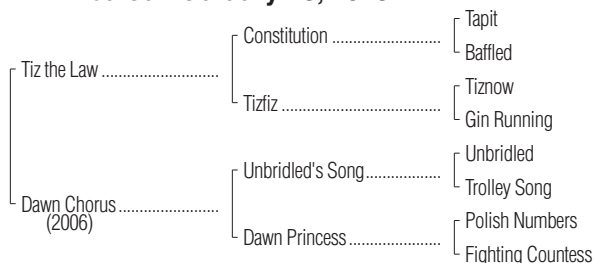 Constitution
Tapit
Baffled
Tiz the Law
Tizfiz
Tiznow
Gin Running
Unbridled's Song
Unbridled
Trolley Song
Dawn Chorus
(2006)
Dawn Princess
Polish Numbers
Fighting Countess